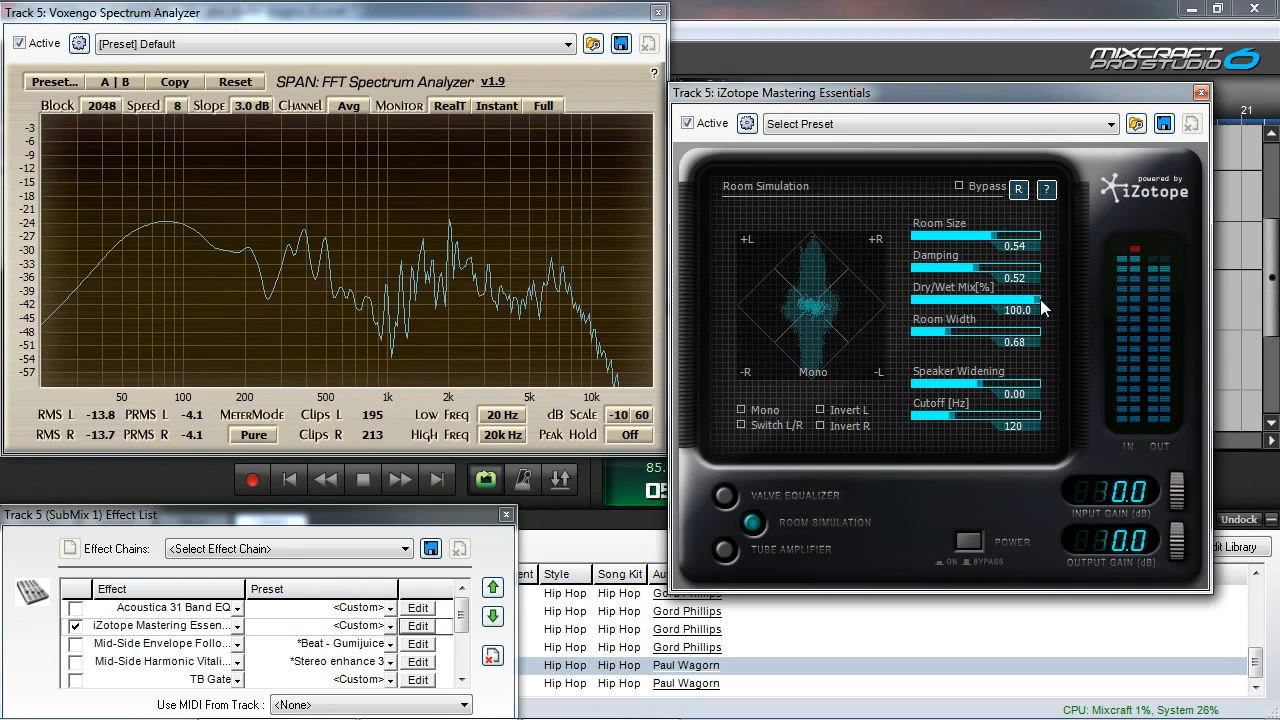 Track 5: Voxengo Spectrum Analyzer
Active
[Preset] Default
Preset... A | B Copy Reset SPAN: FFT Spectrum Analyzer v1.9
?
Block 2048 Speed 8 Slope 3.0 dB Channel Avg Monitor RealT Instant Full
-3
-6
-9
-12
-15
-18
-21
-24
-27
-30
-33
-36
-39
-42
-45
-48
-51
-54
-57
50 100 200 500 1k 2k 5k 10k
RMS L -13.8 PRMS L -4.1 MeterMode Clips L 195 Low Freq 20 Hz dB Scale -10 60
RMS R -13.7 PRMS R -4.1 Pure Clips R 213 High Freq 20k Hz Peak Hold Off
MIXCRAFT
PRO STUDIO 6
21
Track 5: iZotope Mastering Essentials
Active
Select Preset
Room Simulation
Bypass R ?
powered by
iZotope
+L +R
-R Mono -L
Room Size
0.54
Damping
0.52
Dry/Wet Mix[%]
100.0
Room Width
0.68
Speaker Widening
0.00
Cutoff [Hz]
120
Mono Invert L
Switch L/R Invert R
IN OUT
VALVE EQUALIZER
ROOM SIMULATION
TUBE AMPLIFIER
POWER
ON BYPASS
0.0
INPUT GAIN (dB)
0.0
OUTPUT GAIN (dB)
85.
05
Undock
dit Library
Track 5 (SubMix 1) Effect List
Effect Chains: <Select Effect Chain>
Effect Preset
Acoustica 31 Band EQ <Custom> Edit
iZotope Mastering Essen... <Custom> Edit
Mid-Side Envelope Follo... *Beat - Gumijuice Edit
Mid-Side Harmonic Vitali... *Stereo enhance 3 Edit
TB Gate <Custom> Edit
Use MIDI From Track : <None>
ent Style Song Kit Au
Hip Hop Hip Hop Gord Phillips
Hip Hop Hip Hop Gord Phillips
Hip Hop Hip Hop Gord Phillips
Hip Hop Hip Hop Gord Phillips
Hip Hop Hip Hop Paul Wagorn
Hip Hop Hip Hop Paul Wagorn
CPU: Mixcraft 1%, System 26%